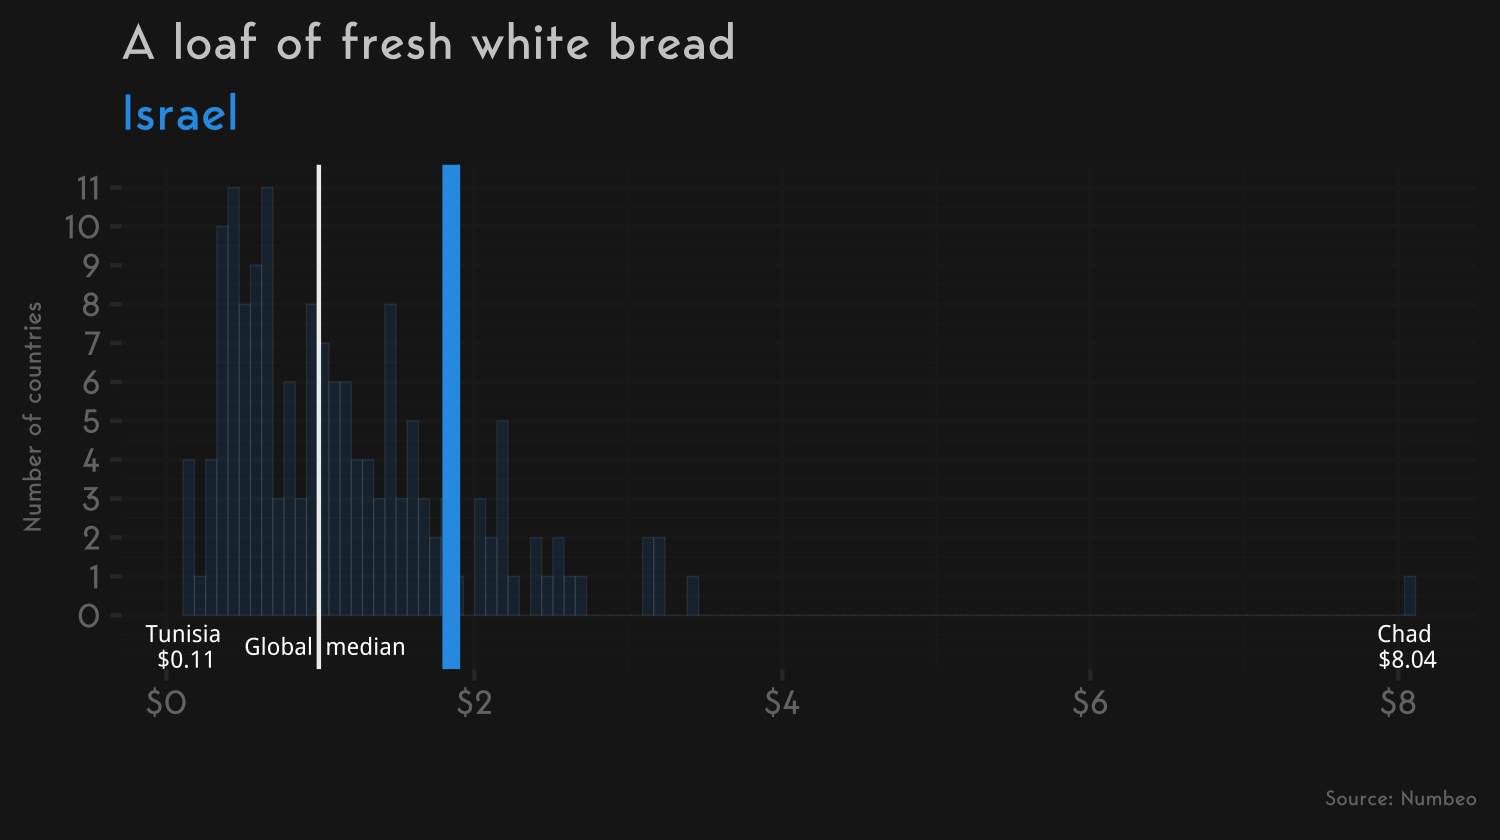 A loaf of fresh white bread
Israel
Number of countries
11
10
9
8
7
6
5
4
3
2
1
0
Tunisia
$0.11
Global median
Chad
$8.04
$0
$2
$4
$6
$8
Source: Numbeo